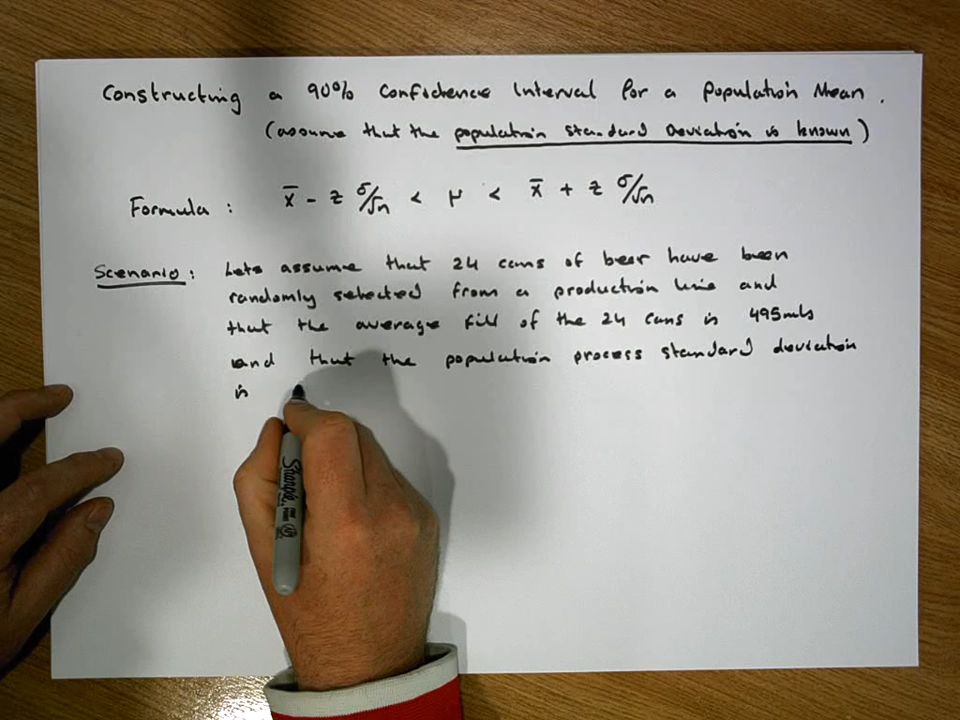 Constructing a 90% Confidence Interval for a Population Mean.
(assume that the population standard deviation is known)
Formula: x̄ - z σ/√n < μ < x̄ + z σ/√n
Scenario: Lets assume that 24 cans of beer have been
randomly selected from a production line and
that the average fill of the 24 cans is 495mls
and that the population process standard deviation
is
Sharpie